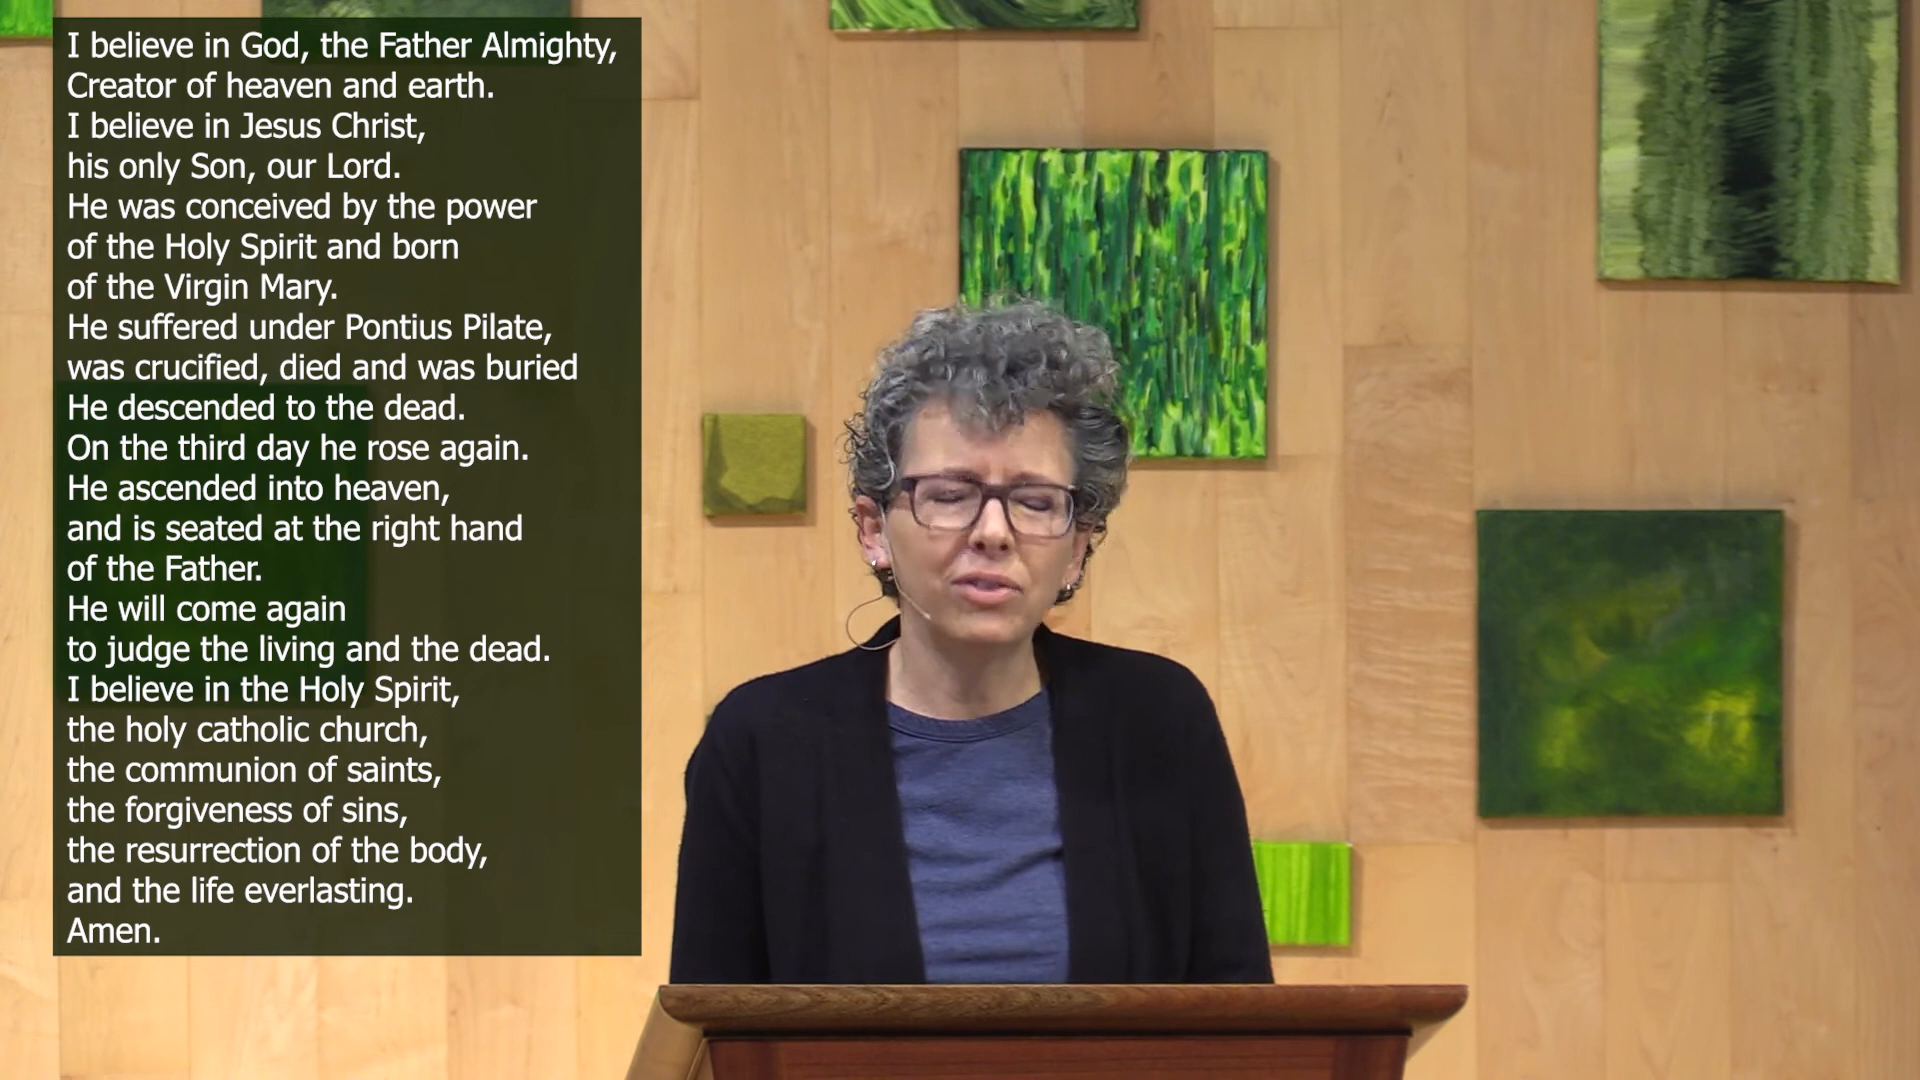 I believe in God, the Father Almighty,
Creator of heaven and earth.
I believe in Jesus Christ,
his only Son, our Lord.
He was conceived by the power
of the Holy Spirit and born
of the Virgin Mary.
He suffered under Pontius Pilate,
was crucified, died and was buried
He descended to the dead.
On the third day he rose again.
He ascended into heaven,
and is seated at the right hand
of the Father.
He will come again
to judge the living and the dead.
I believe in the Holy Spirit,
the holy catholic church,
the communion of saints,
the forgiveness of sins,
the resurrection of the body,
and the life everlasting.
Amen.